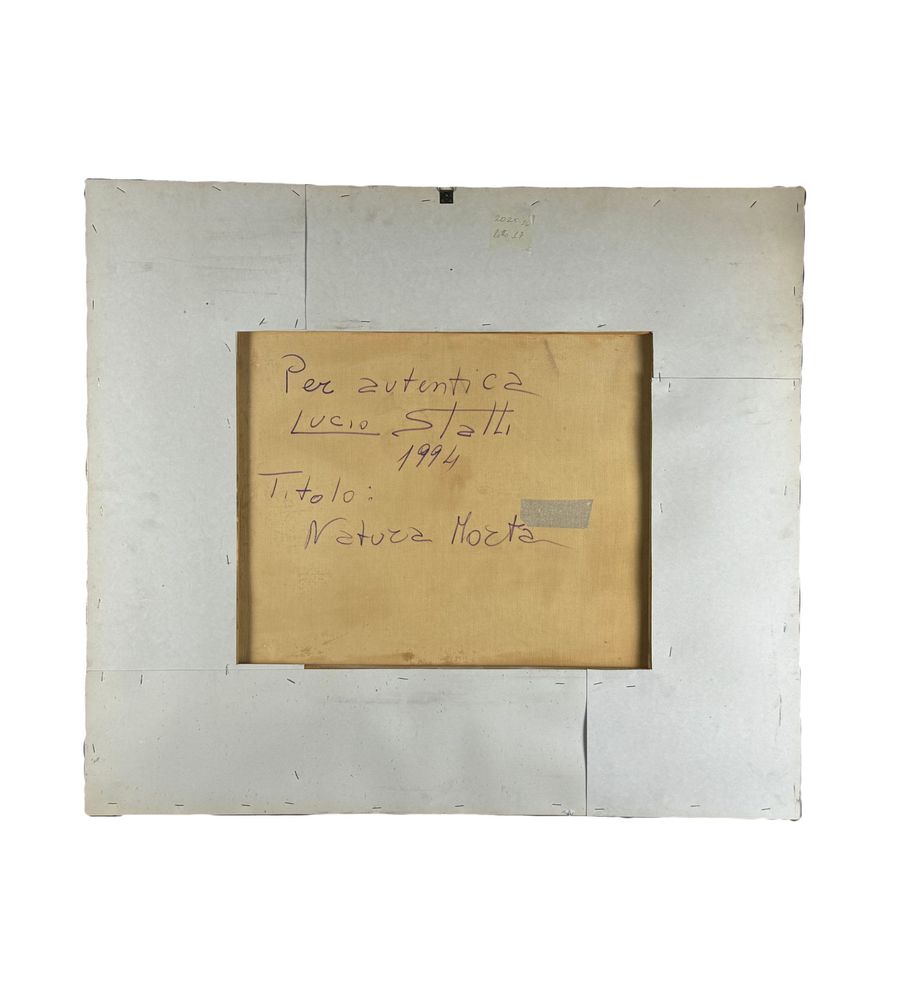 Per autentica
Lucio Statti
1994
Titolo:
Natura Morta